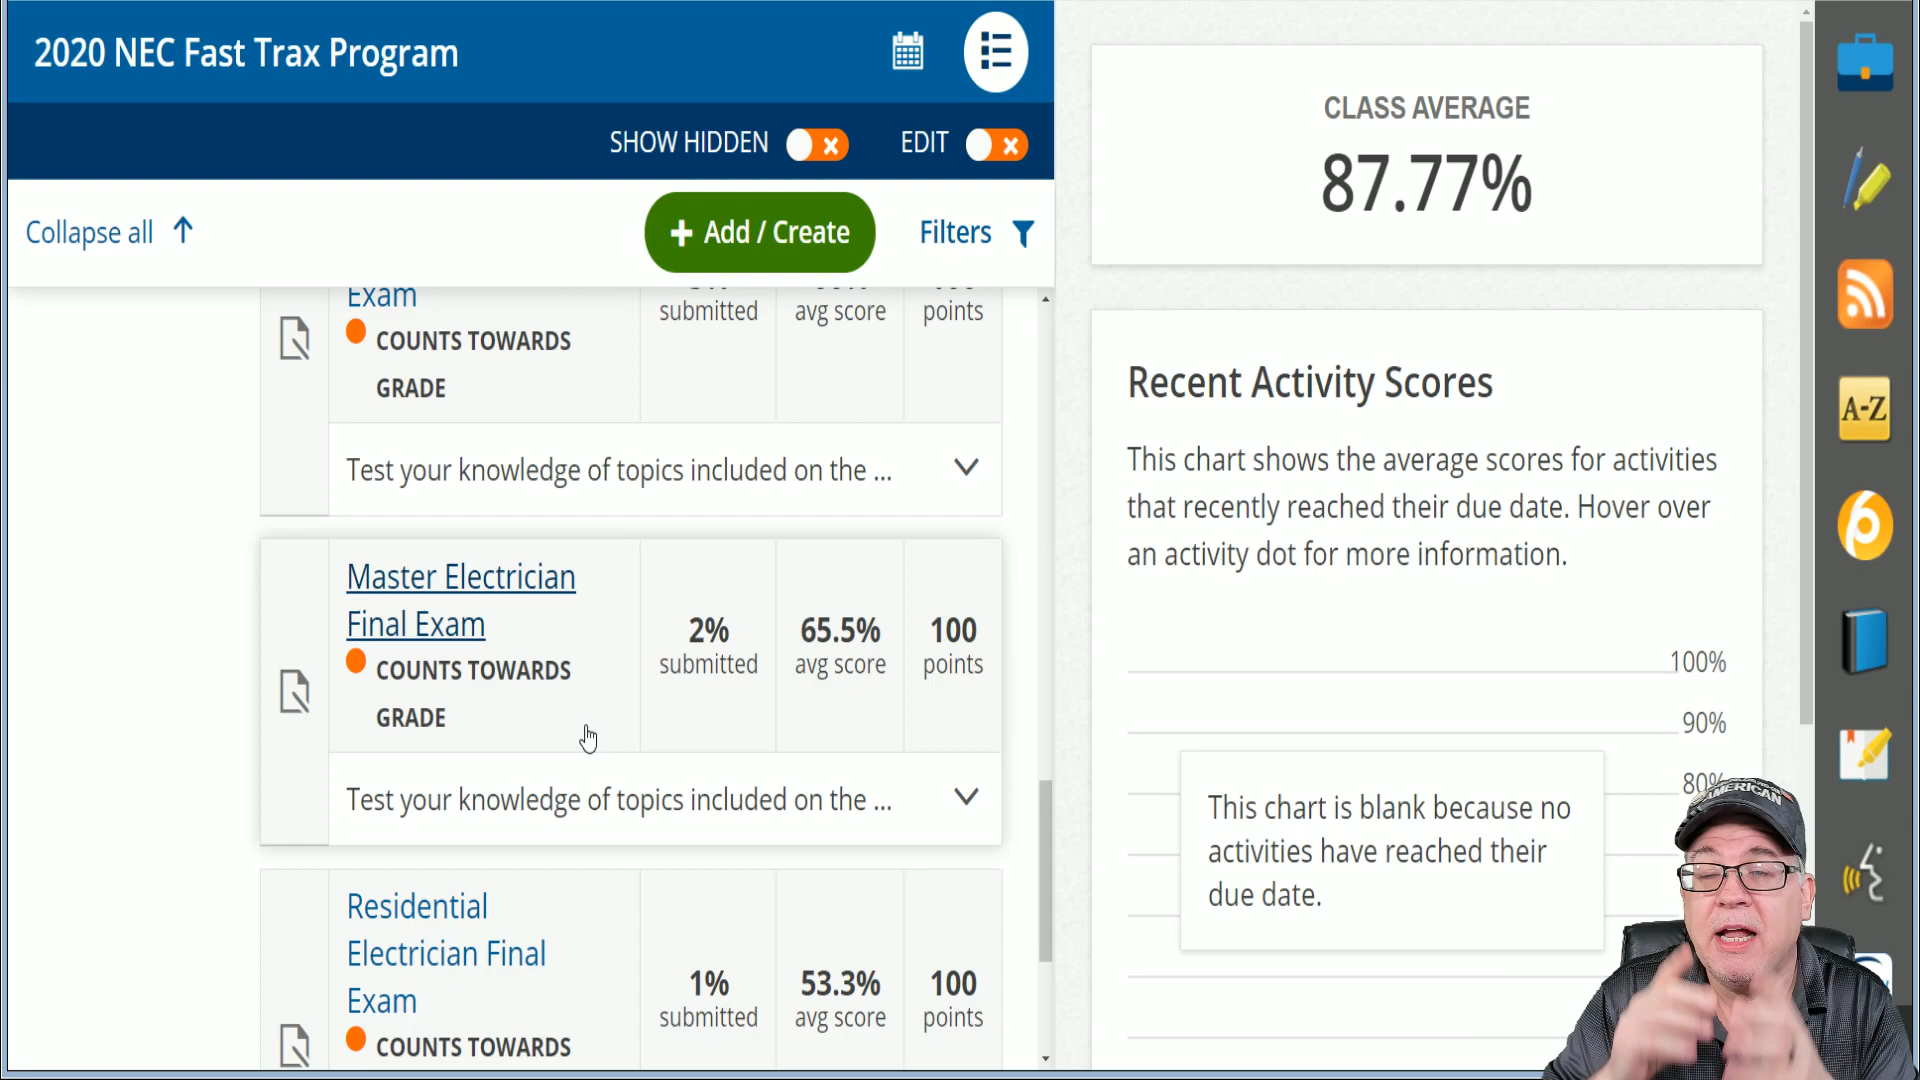 2020 NEC Fast Trax Program
SHOW HIDDEN
EDIT
Collapse all
+ Add / Create
Filters
Exam
COUNTS TOWARDS
GRADE
submitted
avg score
points
Test your knowledge of topics included on the ...
Master Electrician
Final Exam
COUNTS TOWARDS
GRADE
2%
submitted
65.5%
avg score
100
points
Test your knowledge of topics included on the ...
Residential
Electrician Final
Exam
COUNTS TOWARDS
1%
submitted
53.3%
avg score
100
points
CLASS AVERAGE
87.77%
Recent Activity Scores
This chart shows the average scores for activities
that recently reached their due date. Hover over
an activity dot for more information.
100%
90%
80%
This chart is blank because no
activities have reached their
due date.
A-Z
AMERICAN